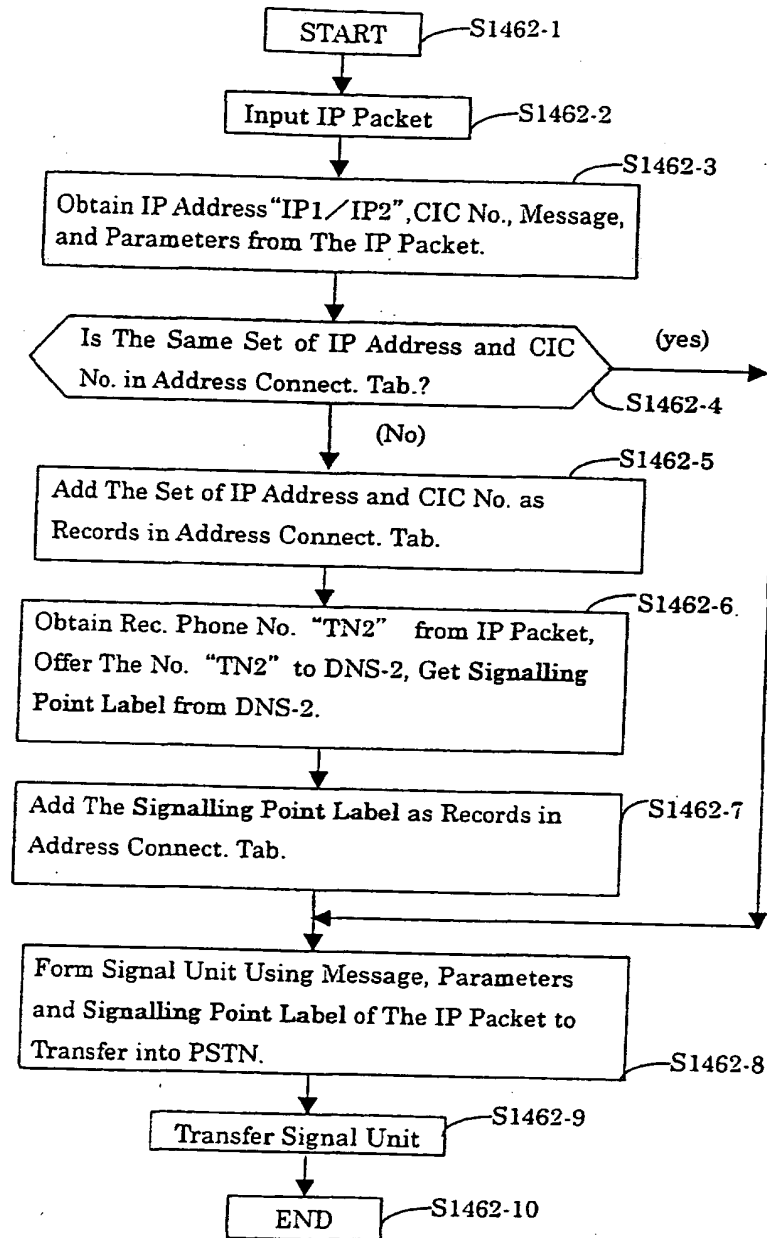 START
S1462-1
Input IP Packet
S1462-2
S1462-3
Obtain IP Address “IP1／IP2”, CIC No., Message,
and Parameters from The IP Packet.
Is The Same Set of IP Address and CIC
No. in Address Connect. Tab.?
(yes)
S1462-4
(No)
S1462-5
Add The Set of IP Address and CIC No. as
Records in Address Connect. Tab.
S1462-6
Obtain Rec. Phone No. “TN2” from IP Packet,
Offer The No. “TN2” to DNS-2, Get Signalling
Point Label from DNS-2.
Add The Signalling Point Label as Records in
Address Connect. Tab.
S1462-7
Form Signal Unit Using Message, Parameters
and Signalling Point Label of The IP Packet to
Transfer into PSTN.
S1462-8
Transfer Signal Unit
S1462-9
END
S1462-10